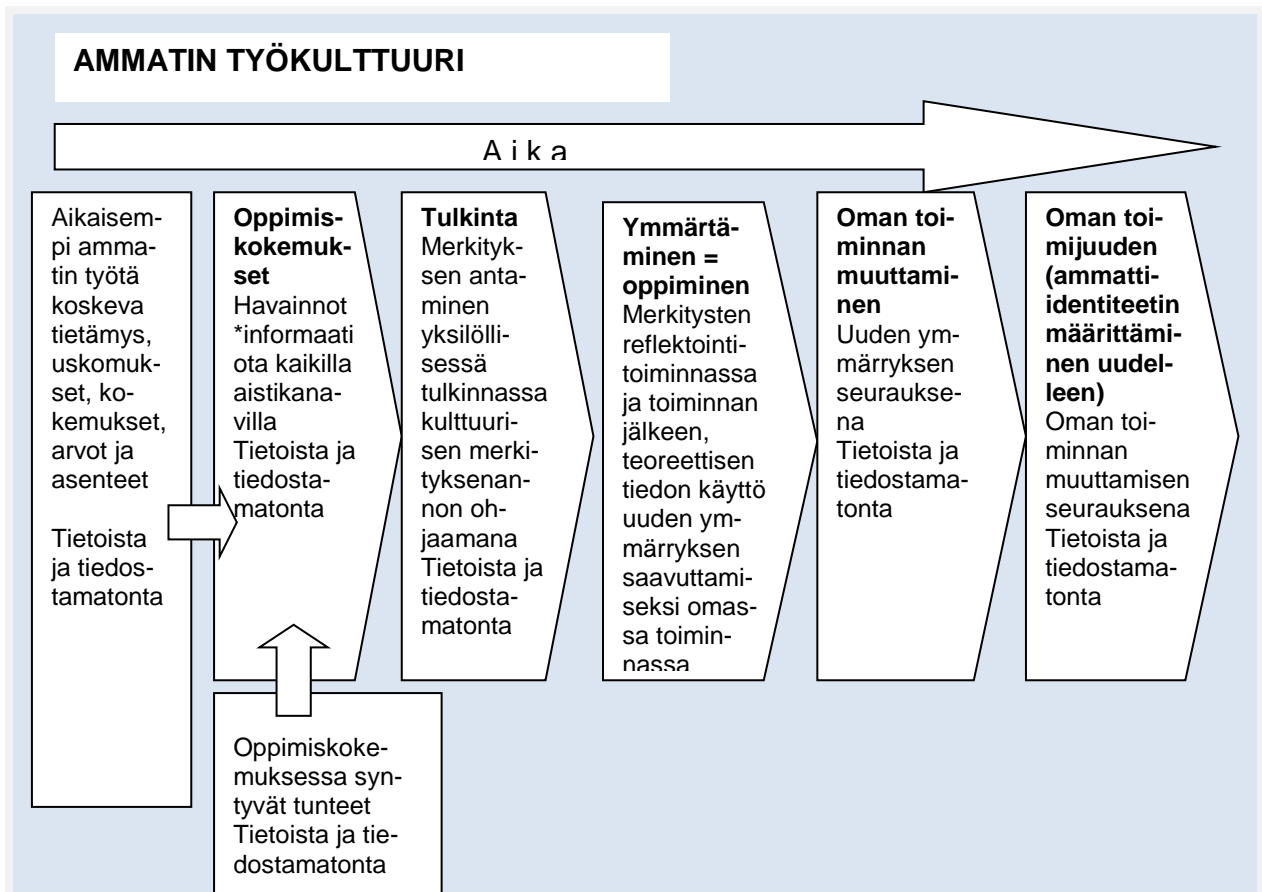 AMMATIN TYÖKULTTUURI
A i k a
Aikaisem-
pi amma-
tin työtä
koskeva
tietämys,
uskomuk-
set, ko-
kemukset,
arvot ja
asenteet
Tietoista
ja tiedos-
tamatonta
Oppimis-
kokemuk-
set
Havainnot
*informaati
ota kaikilla
aistikana-
villa
Tietoista ja
tiedosta-
matonta
Tulkinta
Merkityk-
sen anta-
minen
yksilölli-
sessä
tulkinnassa
kulttuuri-
sen merki-
tyksenan-
non oh-
jaamana
Tietoista ja
tiedosta-
matonta
Ymmärtä-
minen =
oppiminen
Merkitysten
reflektointi-
toiminnassa
ja toiminnan
jälkeen,
teoreettisen
tiedon käyttö
uuden ym-
märryksen
saavuttami-
seksi omas-
sa toimin-
nassa
Oman toi-
minnan
muuttami-
nen
Uuden ym-
märryksen
seuraukse-
na
Tietoista ja
tiedostama-
tonta
Oman toi-
mijuuden
(ammatti-
identiteetin
määrittämi-
nen uudel-
leen)
Oman toi-
minnan
muuttamisen
seurauksena
Tietoista ja
tiedostama-
tonta
Oppimiskoke-
muksessa syn-
tyvät tunteet
Tietoista ja tie-
dostamatonta